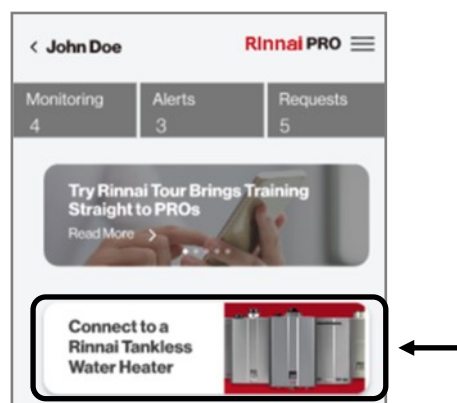 < John Doe
RInnai PRO
Monitoring Alerts Requests
4 3 5
Try Rinnai Tour Brings Training
Straight to PROs
Read More >
Connect to a
Rinnai Tankless
Water Heater